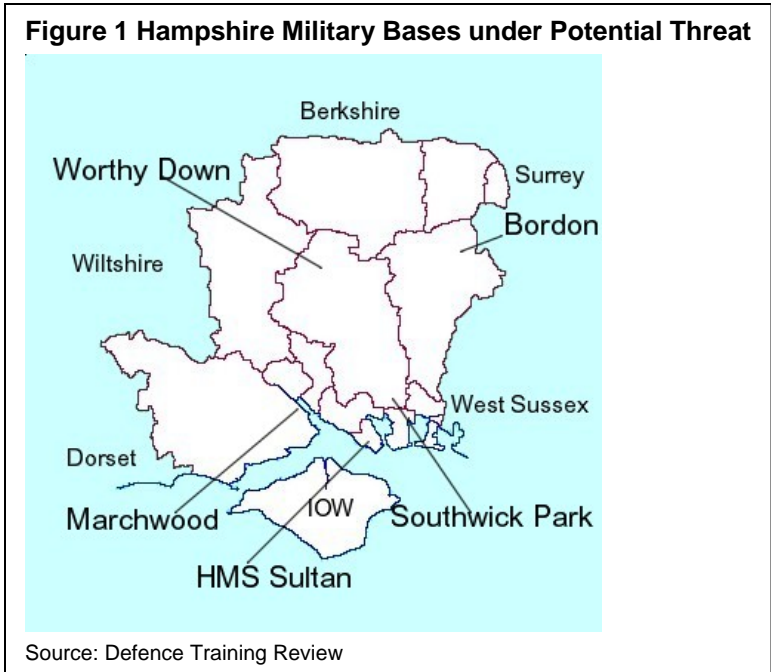 Figure 1 Hampshire Military Bases under Potential Threat
Berkshire
Worthy Down
Surrey
Bordon
Wiltshire
West Sussex
Dorset
Marchwood
IOW
Southwick Park
HMS Sultan
Source: Defence Training Review